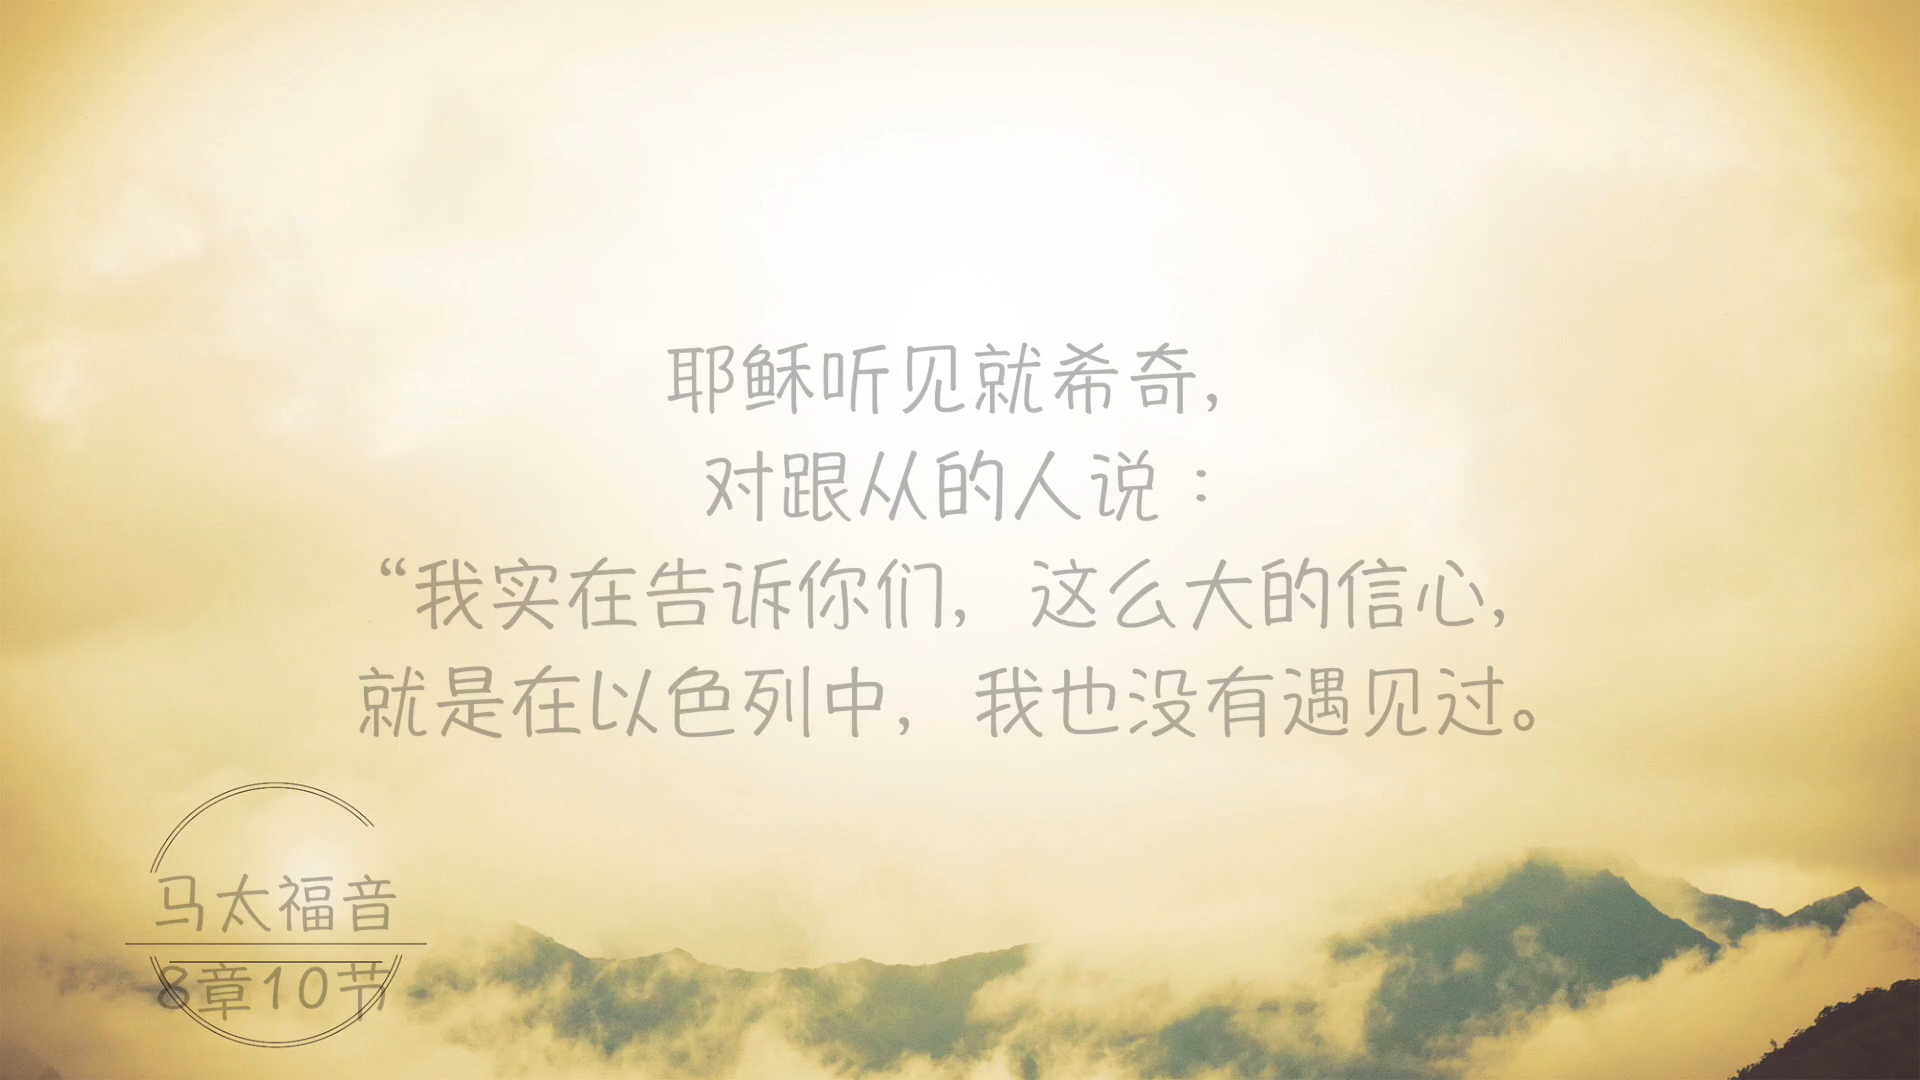 耶稣听见就希奇，
对跟从的人说：
“我实在告诉你们，这么大的信心，
就是在以色列中，我也没有遇见过。
马太福音
8章10节